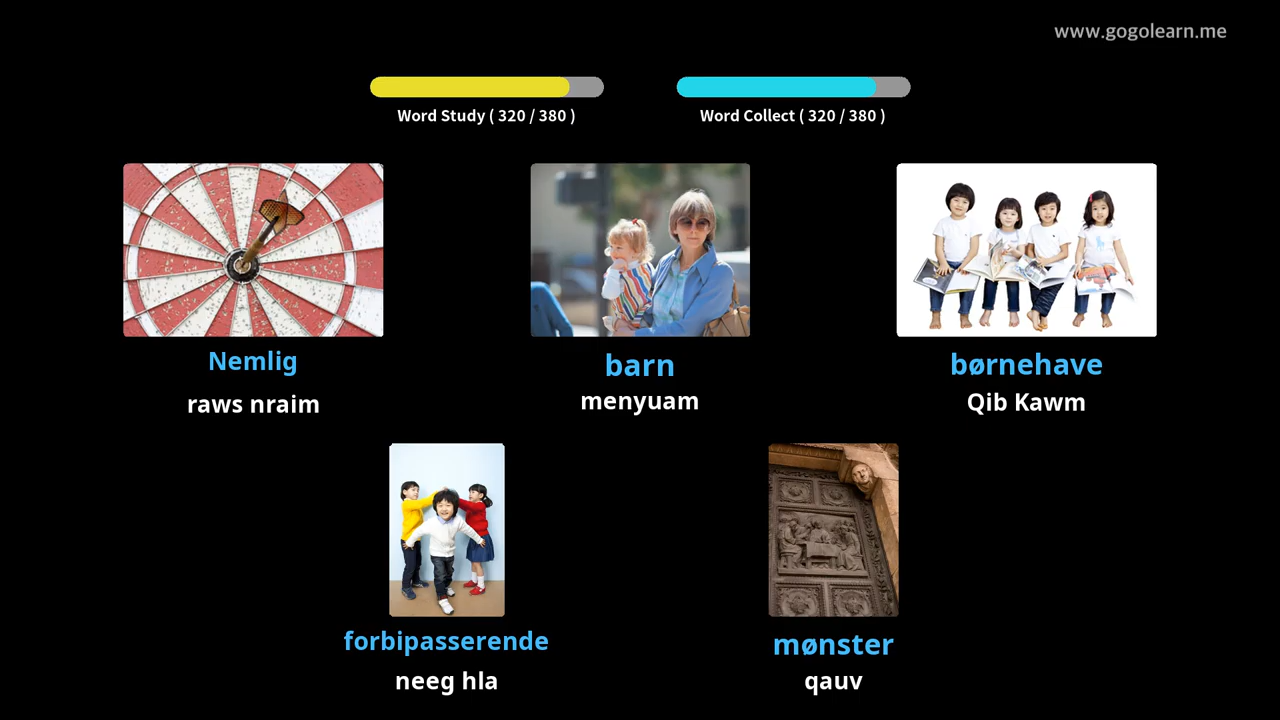 www.gogolearn.me
Word Study ( 320 / 380 )
Word Collect ( 320 / 380 )
Nemlig
raws nraim
barn
menyuam
børnehave
Qib Kawm
forbipasserende
neeg hla
mønster
qauv